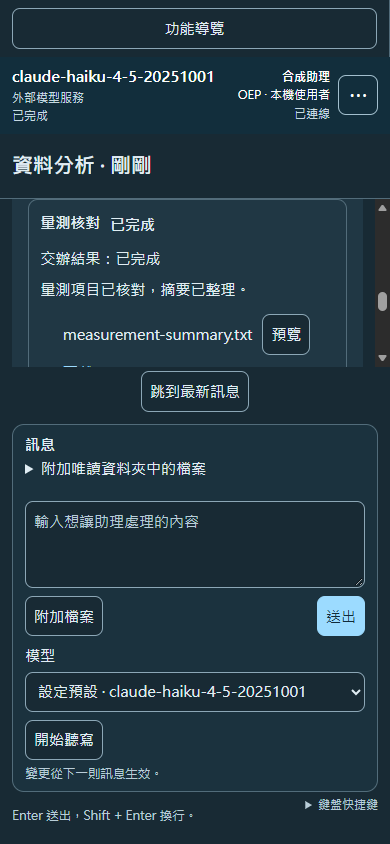 功能導覽
claude-haiku-4-5-20251001
外部模型服務
已完成
合成助理
OEP · 本機使用者
已連線
資料分析 · 剛剛
量測核對 已完成
交辦結果：已完成
量測項目已核對，摘要已整理。
measurement-summary.txt 預覽
跳到最新訊息
訊息
▶ 附加唯讀資料夾中的檔案
輸入想讓助理處理的內容
附加檔案 送出
模型
設定預設 · claude-haiku-4-5-20251001
開始聽寫
變更從下一則訊息生效。
▶ 鍵盤快捷鍵
Enter 送出，Shift + Enter 換行。